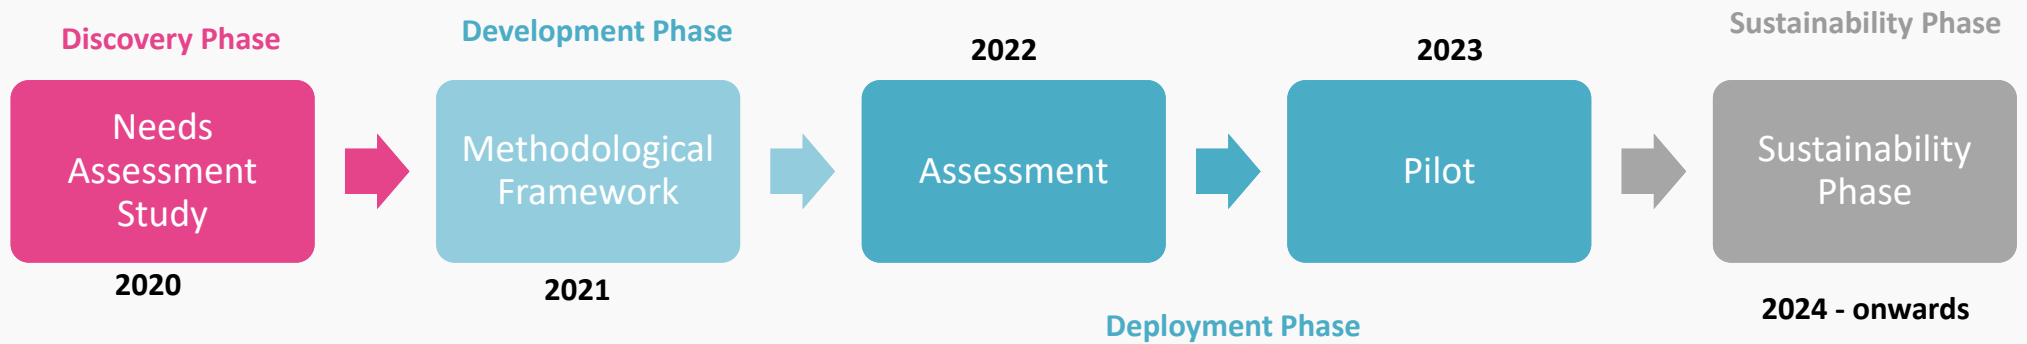 Discovery Phase
Needs
Assessment
Study
2020
Development Phase
Methodological
Framework
2021
2022
Assessment
2023
Pilot
Deployment Phase
Sustainability Phase
Sustainability
Phase
2024 - onwards